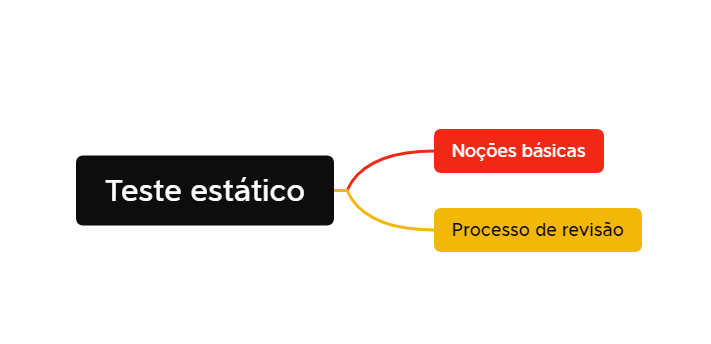 Teste estático
Noções básicas
Processo de revisão